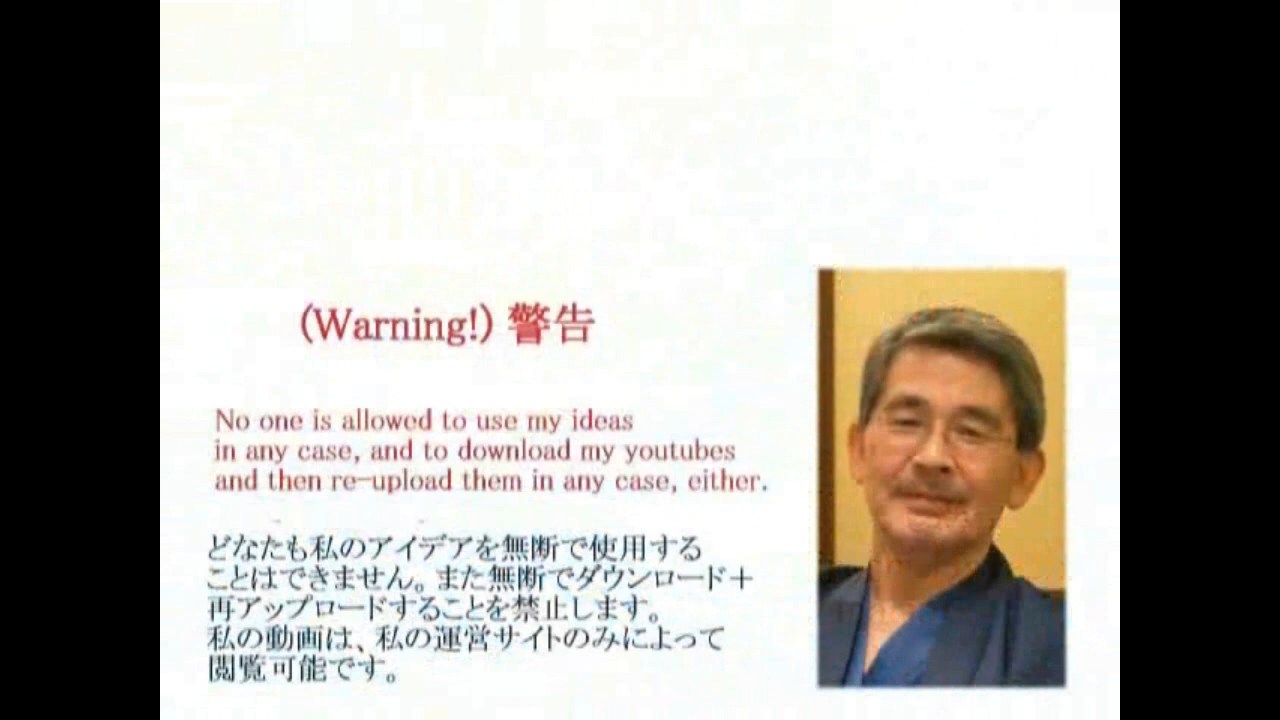 (Warning!) 警告
No one is allowed to use my ideas
in any case, and to download my youtubes
and then re-upload them in any case, either.
どなたも私のアイデアを無断で使用する
ことはできません。また無断でダウンロード＋
再アップロードすることを禁止します。
私の動画は、私の運営サイトのみによって
閲覧可能です。